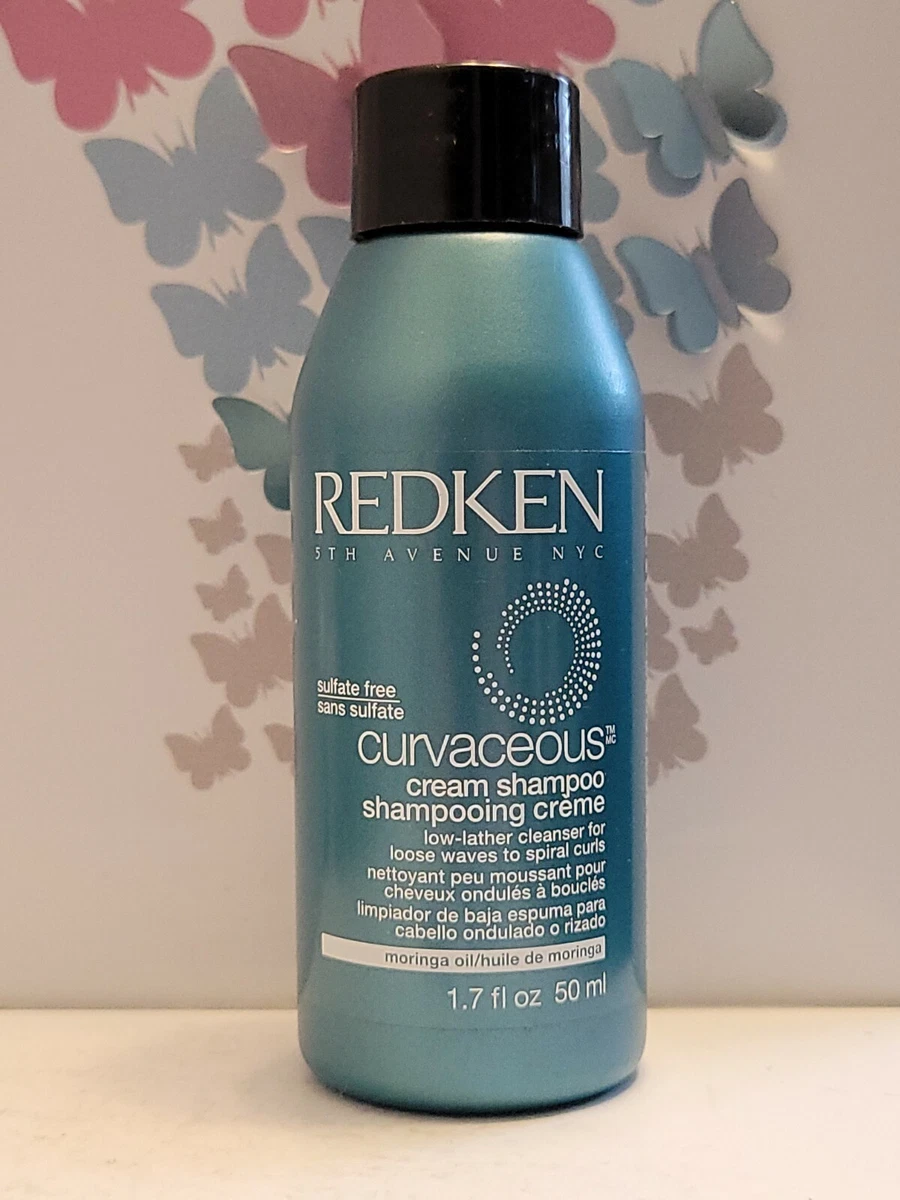 REDKEN
5TH AVENUE NYC
sulfate free
sans sulfate
curvaceous™ MC
cream shampoo
shampooing crème
low-lather cleanser for
loose waves to spiral curls
nettoyant peu moussant pour
cheveux ondulés à bouclés
limpiador de baja espuma para
cabello ondulado o rizado
moringa oil/huile de moringa
1.7 fl oz 50 ml